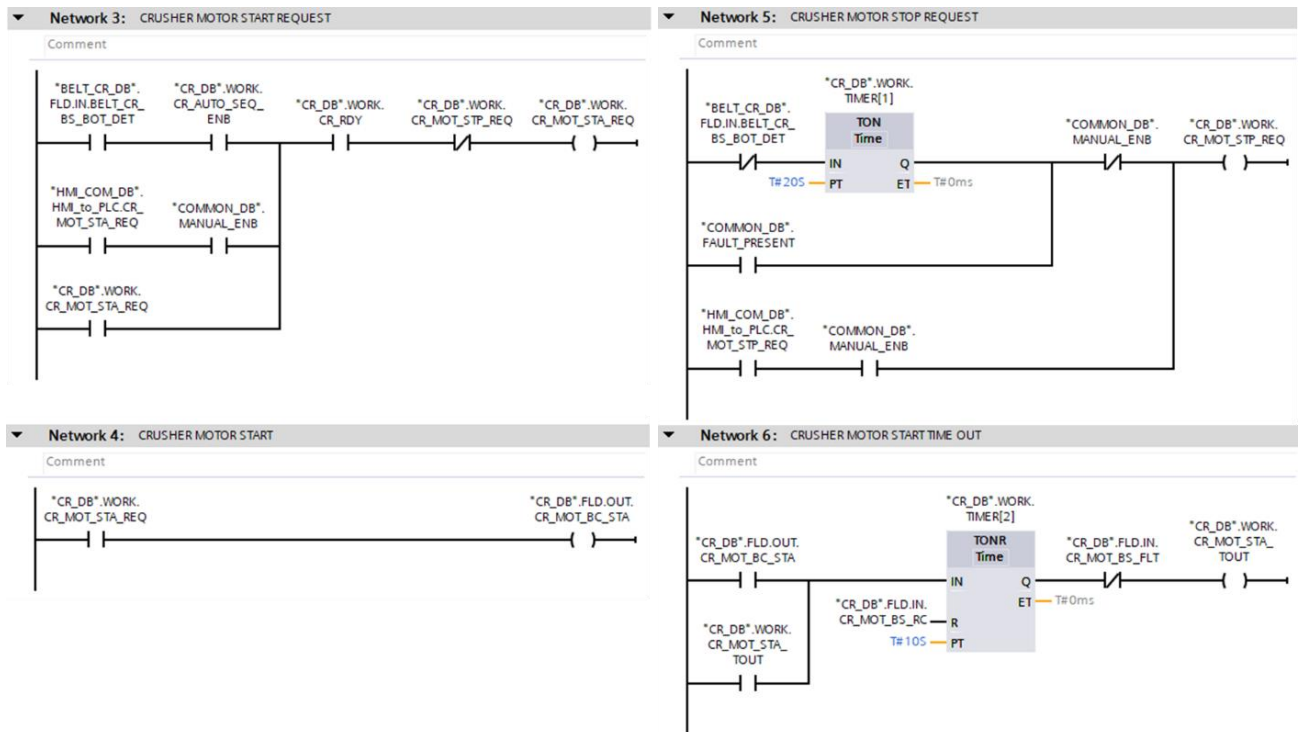 Network 3: CRUSHER MOTOR START REQUEST
Comment
"BELT_CR_DB".
FLD.IN.BELT_CR_
BS_BOT_DET
"CR_DB".WORK.
CR_AUTO_SEQ_
ENB
"CR_DB".WORK.
CR_RDY
"CR_DB".WORK.
CR_MOT_STP_REQ
"CR_DB".WORK.
CR_MOT_STA_REQ
"HMI_COM_DB".
HMI_to_PLC.CR_
MOT_STA_REQ
"COMMON_DB".
MANUAL_ENB
"CR_DB".WORK.
CR_MOT_STA_REQ
Network 4: CRUSHER MOTOR START
Comment
"CR_DB".WORK.
CR_MOT_STA_REQ
"CR_DB".FLD.OUT.
CR_MOT_BC_STA
Network 5: CRUSHER MOTOR STOP REQUEST
Comment
"BELT_CR_DB".
FLD.IN.BELT_CR_
BS_BOT_DET
"CR_DB".WORK.
TIMER[1]
TON
Time
IN Q
T#20S PT ET T#0ms
"COMMON_DB".
MANUAL_ENB
"CR_DB".WORK.
CR_MOT_STP_REQ
"COMMON_DB".
FAULT_PRESENT
"HMI_COM_DB".
HMI_to_PLC.CR_
MOT_STP_REQ
"COMMON_DB".
MANUAL_ENB
Network 6: CRUSHER MOTOR START TIME OUT
Comment
"CR_DB".FLD.OUT.
CR_MOT_BC_STA
"CR_DB".WORK.
TIMER[2]
TONR
Time
IN Q
ET T#0ms
"CR_DB".FLD.IN.
CR_MOT_BS_RC R
T#10S PT
"CR_DB".FLD.IN.
CR_MOT_BS_FLT
"CR_DB".WORK.
CR_MOT_STA_
TOUT
"CR_DB".WORK.
CR_MOT_STA_
TOUT